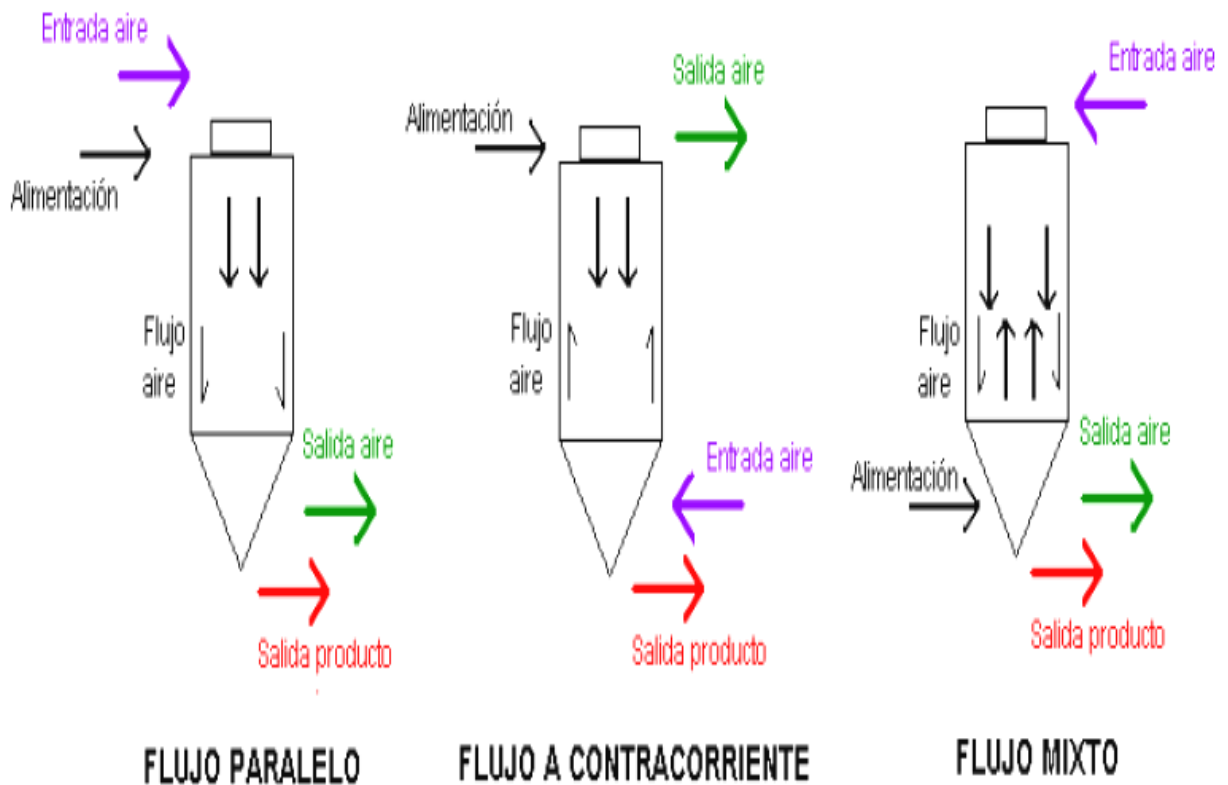 Entrada aire
Alimentación
Flujo
aire
Salida aire
Salida producto
FLUJO PARALELO
Salida aire
Alimentación
Flujo
aire
Entrada aire
Salida producto
FLUJO A CONTRACORRIENTE
Entrada aire
Flujo
aire
Salida aire
Alimentación
Salida producto
FLUJO MIXTO